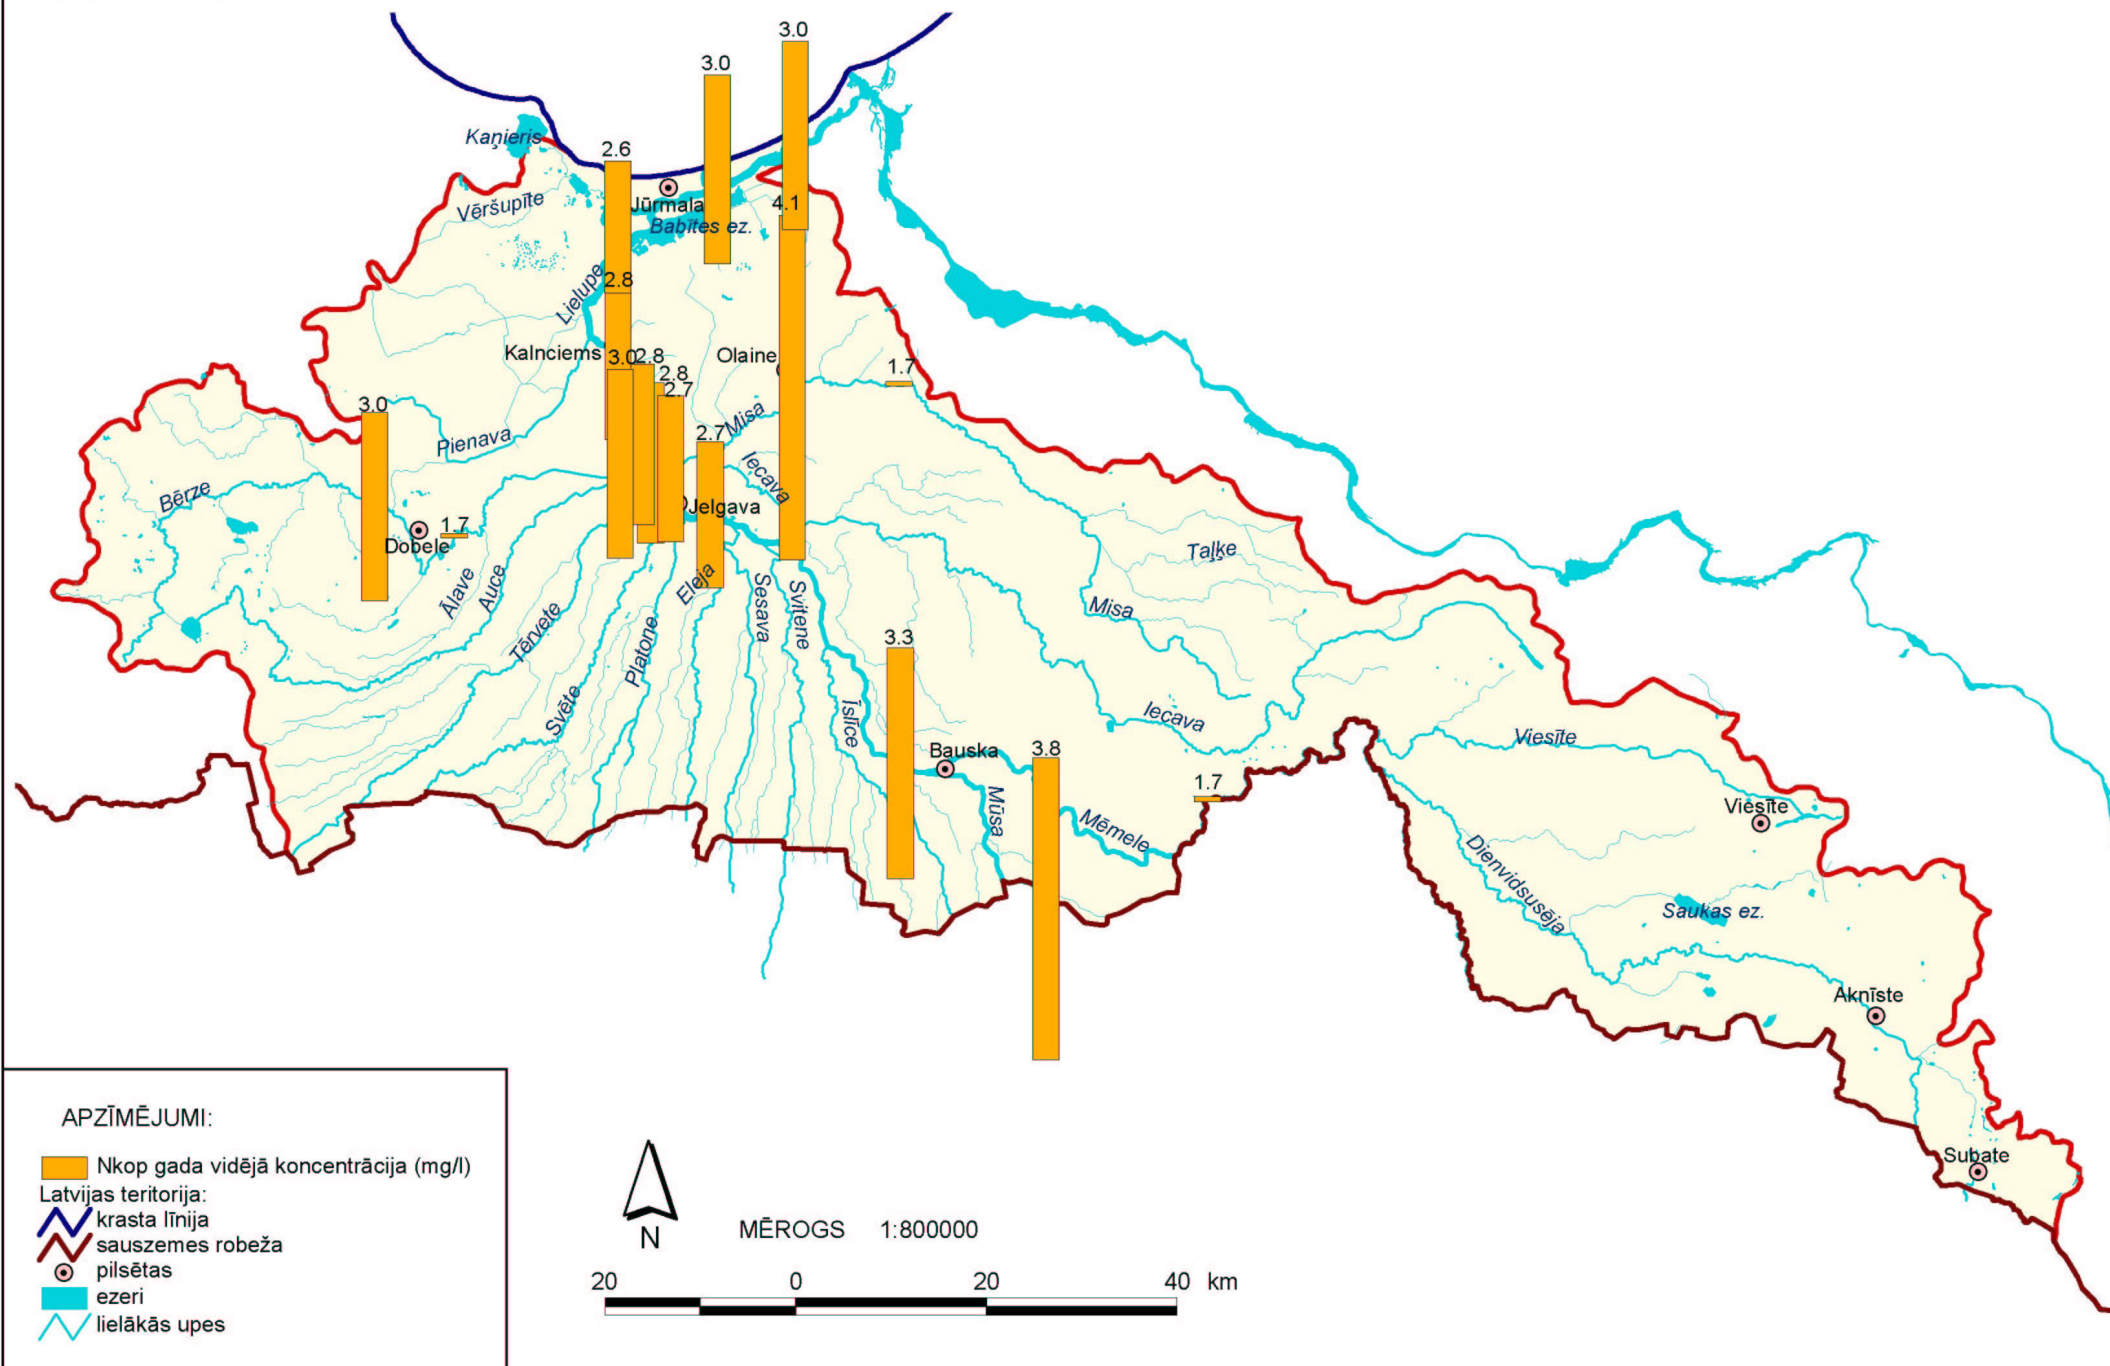 3.0
3.0
Kaņieris
2.6
Vēršupīte
Jūrmala
4.1
Babītes ez.
Lielupe
2.8
Kalnciems
3.0
2.8
Olaine
1.7
2.8
2.7
3.0
Misa
Pienava
2.7
Iecava
Bērze
Jelgava
1.7
Dobele
Taļķe
Ālave
Auce
Eleja
Sesava
Svitene
Misa
Tērvete
Platone
3.3
Svēte
Īslīce
Iecava
Viesīte
Bauska
3.8
1.7
Mūsa
Mēmele
Viesīte
Dienvidsusēja
Saukas ez.
Aknīste
Subate
APZĪMĒJUMI:
Nkop gada vidējā koncentrācija (mg/l)
Latvijas teritorija:
krasta līnija
sauszemes robeža
pilsētas
ezeri
lielākās upes
N
MĒROGS 1:800000
20 0 20 40 km